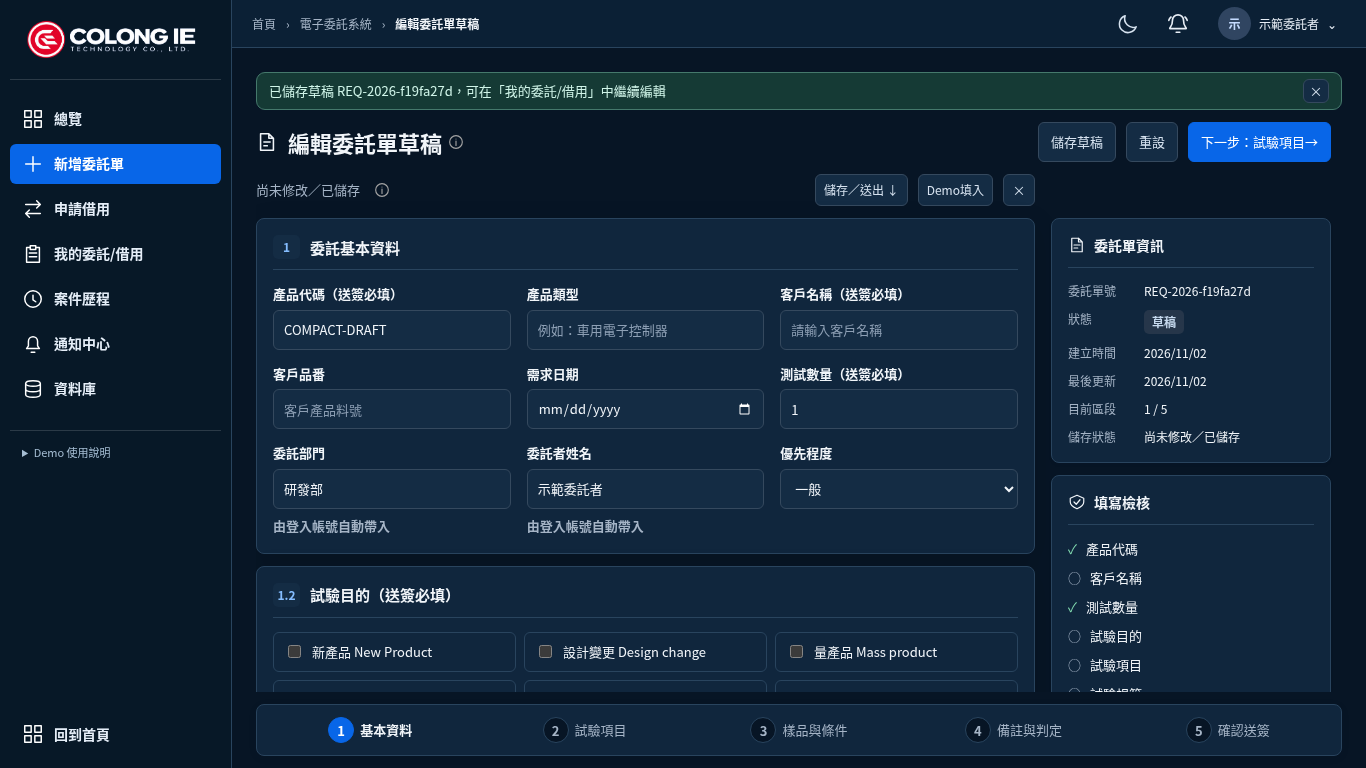 COLONG IE
TECHNOLOGY CO., LTD.
總覽
新增委託單
申請借用
我的委託/借用
案件歷程
通知中心
資料庫
Demo 使用說明
回到首頁
首頁 › 電子委託系統 › 編輯委託單草稿
示 示範委託者
已儲存草稿 REQ-2026-f19fa27d，可在「我的委託/借用」中繼續編輯
編輯委託單草稿
儲存草稿 重設 下一步：試驗項目→
尚未修改／已儲存
儲存／送出 ↓ Demo填入 ×
1 委託基本資料
產品代碼（送簽必填） 產品類型 客戶名稱（送簽必填）
COMPACT-DRAFT 例如：車用電子控制器 請輸入客戶名稱
客戶品番 需求日期 測試數量（送簽必填）
客戶產品料號 mm/dd/yyyy 1
委託部門 委託者姓名 優先程度
研發部 示範委託者 一般
由登入帳號自動帶入 由登入帳號自動帶入
1.2 試驗目的（送簽必填）
新產品 New Product 設計變更 Design change 量產品 Mass product
委託單資訊
委託單號 REQ-2026-f19fa27d
狀態 草稿
建立時間 2026/11/02
最後更新 2026/11/02
目前區段 1 / 5
儲存狀態 尚未修改／已儲存
填寫檢核
✓ 產品代碼
客戶名稱
✓ 測試數量
試驗目的
試驗項目
1 基本資料 2 試驗項目 3 樣品與條件 4 備註與判定 5 確認送簽